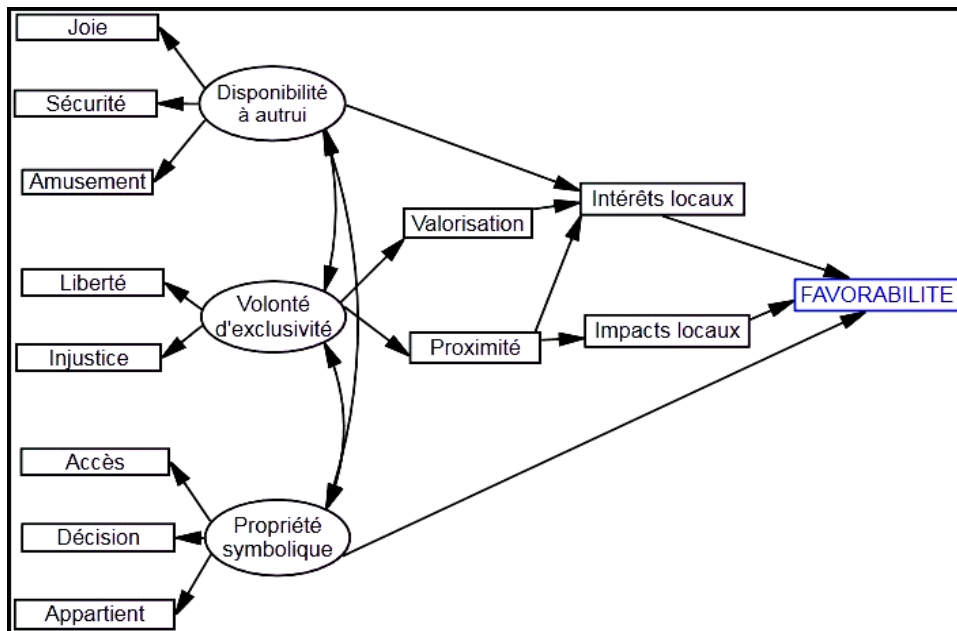 Joie
Sécurité
Amusement
Disponibilité
à autrui
Liberté
Injustice
Volonté
d'exclusivité
Accès
Décision
Appartient
Propriété
symbolique
Valorisation
Proximité
Intérêts locaux
Impacts locaux
FAVORABILITE